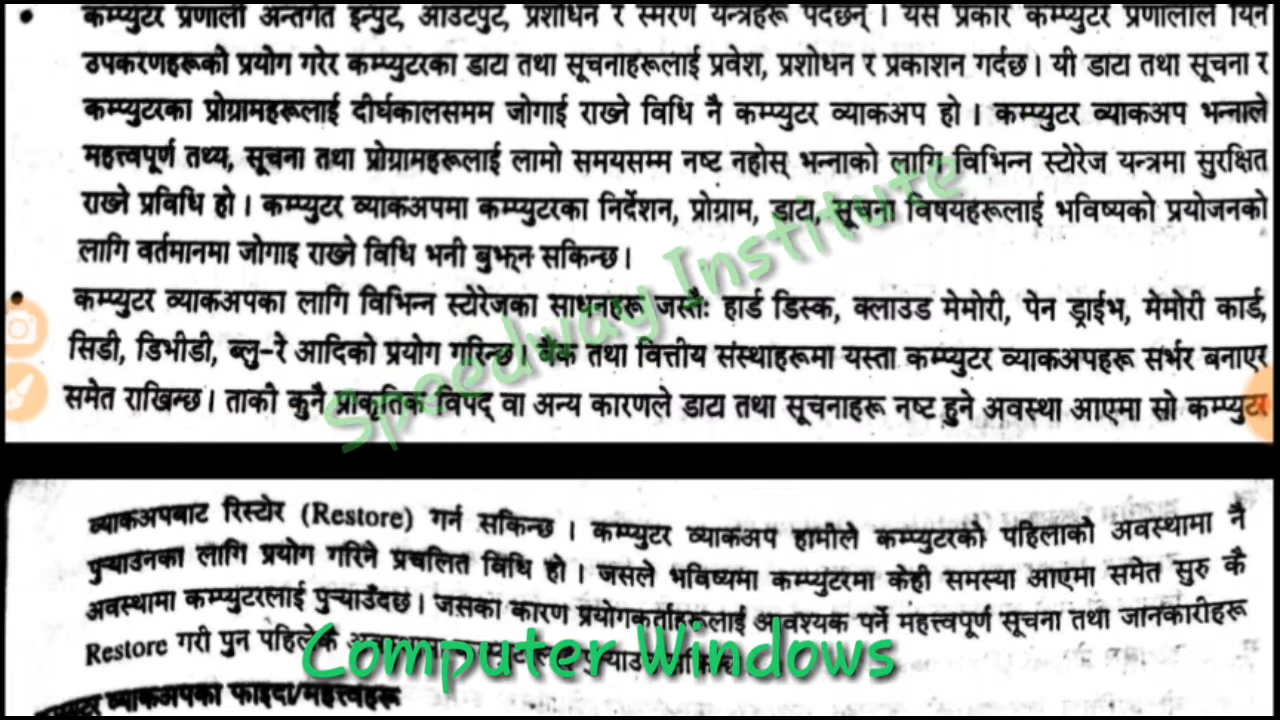 कम्प्युटर प्रणाली अन्तर्गत इन्पुट, आउटपुट, प्रशोधन र स्मरण यन्त्रहरू पर्दछन् । यस प्रकार कम्प्युटर प्रणालीले यिन
उपकरणहरूको प्रयोग गरेर कम्प्युटरका डाटा तथा सूचनाहरूलाई प्रवेश, प्रशोधन र प्रकाशन गर्दछ। यी डाटा तथा सूचना र
कम्प्युटरका प्रोग्रामहरूलाई दीर्घकालसमम जोगाई राख्ने विधि नै कम्प्युटर व्याकअप हो । कम्प्युटर व्याकअप भन्नाले
महत्त्वपूर्ण तथ्य, सूचना तथा प्रोग्रामहरूलाई लामो समयसम्म नष्ट नहोस् भन्नाको लागि विभिन्न स्टोरेज यन्त्रमा सुरक्षित
राख्ने प्रविधि हो । कम्प्युटर व्याकअपमा कम्प्युटरका निर्देशन, प्रोग्राम, डाटा, सूचना विषयहरूलाई भविष्यको प्रयोजनको
लागि वर्तमानमा जोगाइ राख्ने विधि भनी बुझ्न सकिन्छ।
कम्प्युटर व्याकअपका लागि विभिन्न स्टोरेजका साधनहरू जस्तैः हार्ड डिस्क, क्लाउड मेमोरी, पेन ड्राईभ, मेमोरी कार्ड,
सिडी, डिभीडी, ब्लु-रे आदिको प्रयोग गरिन्छ। बैंक तथा वित्तीय संस्थाहरूमा यस्ता कम्प्युटर व्याकअपहरू सर्भर बनाएर
समेत राखिन्छ। ताकी कुनै प्राकृतिक विपद् वा अन्य कारणले डाटा तथा सूचनाहरू नष्ट हुने अवस्था आएमा सो कम्प्युटर
Speedway Institute
व्याकअपबाट रिस्टोर (Restore) गर्न सकिन्छ । कम्प्युटर व्याकअप हामीले कम्प्युटरको पहिलाको अवस्थामा नै
पुऱ्याउनका लागि प्रयोग गरिने प्रचलित विधि हो । जसले भविष्यमा कम्प्युटरमा केही समस्या आएमा समेत सुरु कै
अवस्थामा कम्प्युटरलाई पुऱ्याउँदछ। जसका कारण प्रयोगकर्ताहरूलाई आवश्यक पर्ने महत्त्वपूर्ण सूचना तथा जानकारीहरू
Restore गरी पुन पहिलेकै
Computer Windows
व्याकअपको फाइदा/महत्त्वहरू